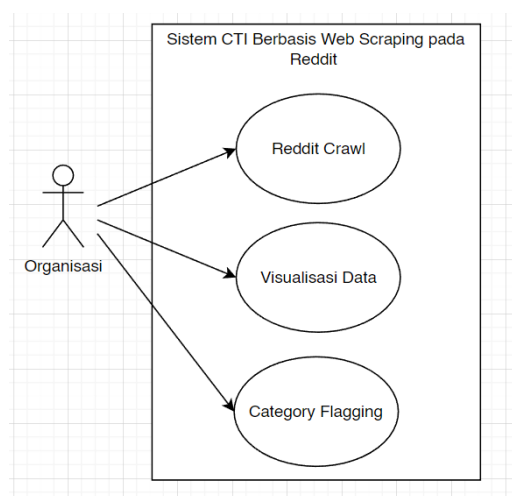 Sistem CTI Berbasis Web Scraping pada
Reddit
Reddit Crawl
Organisasi
Visualisasi Data
Category Flagging